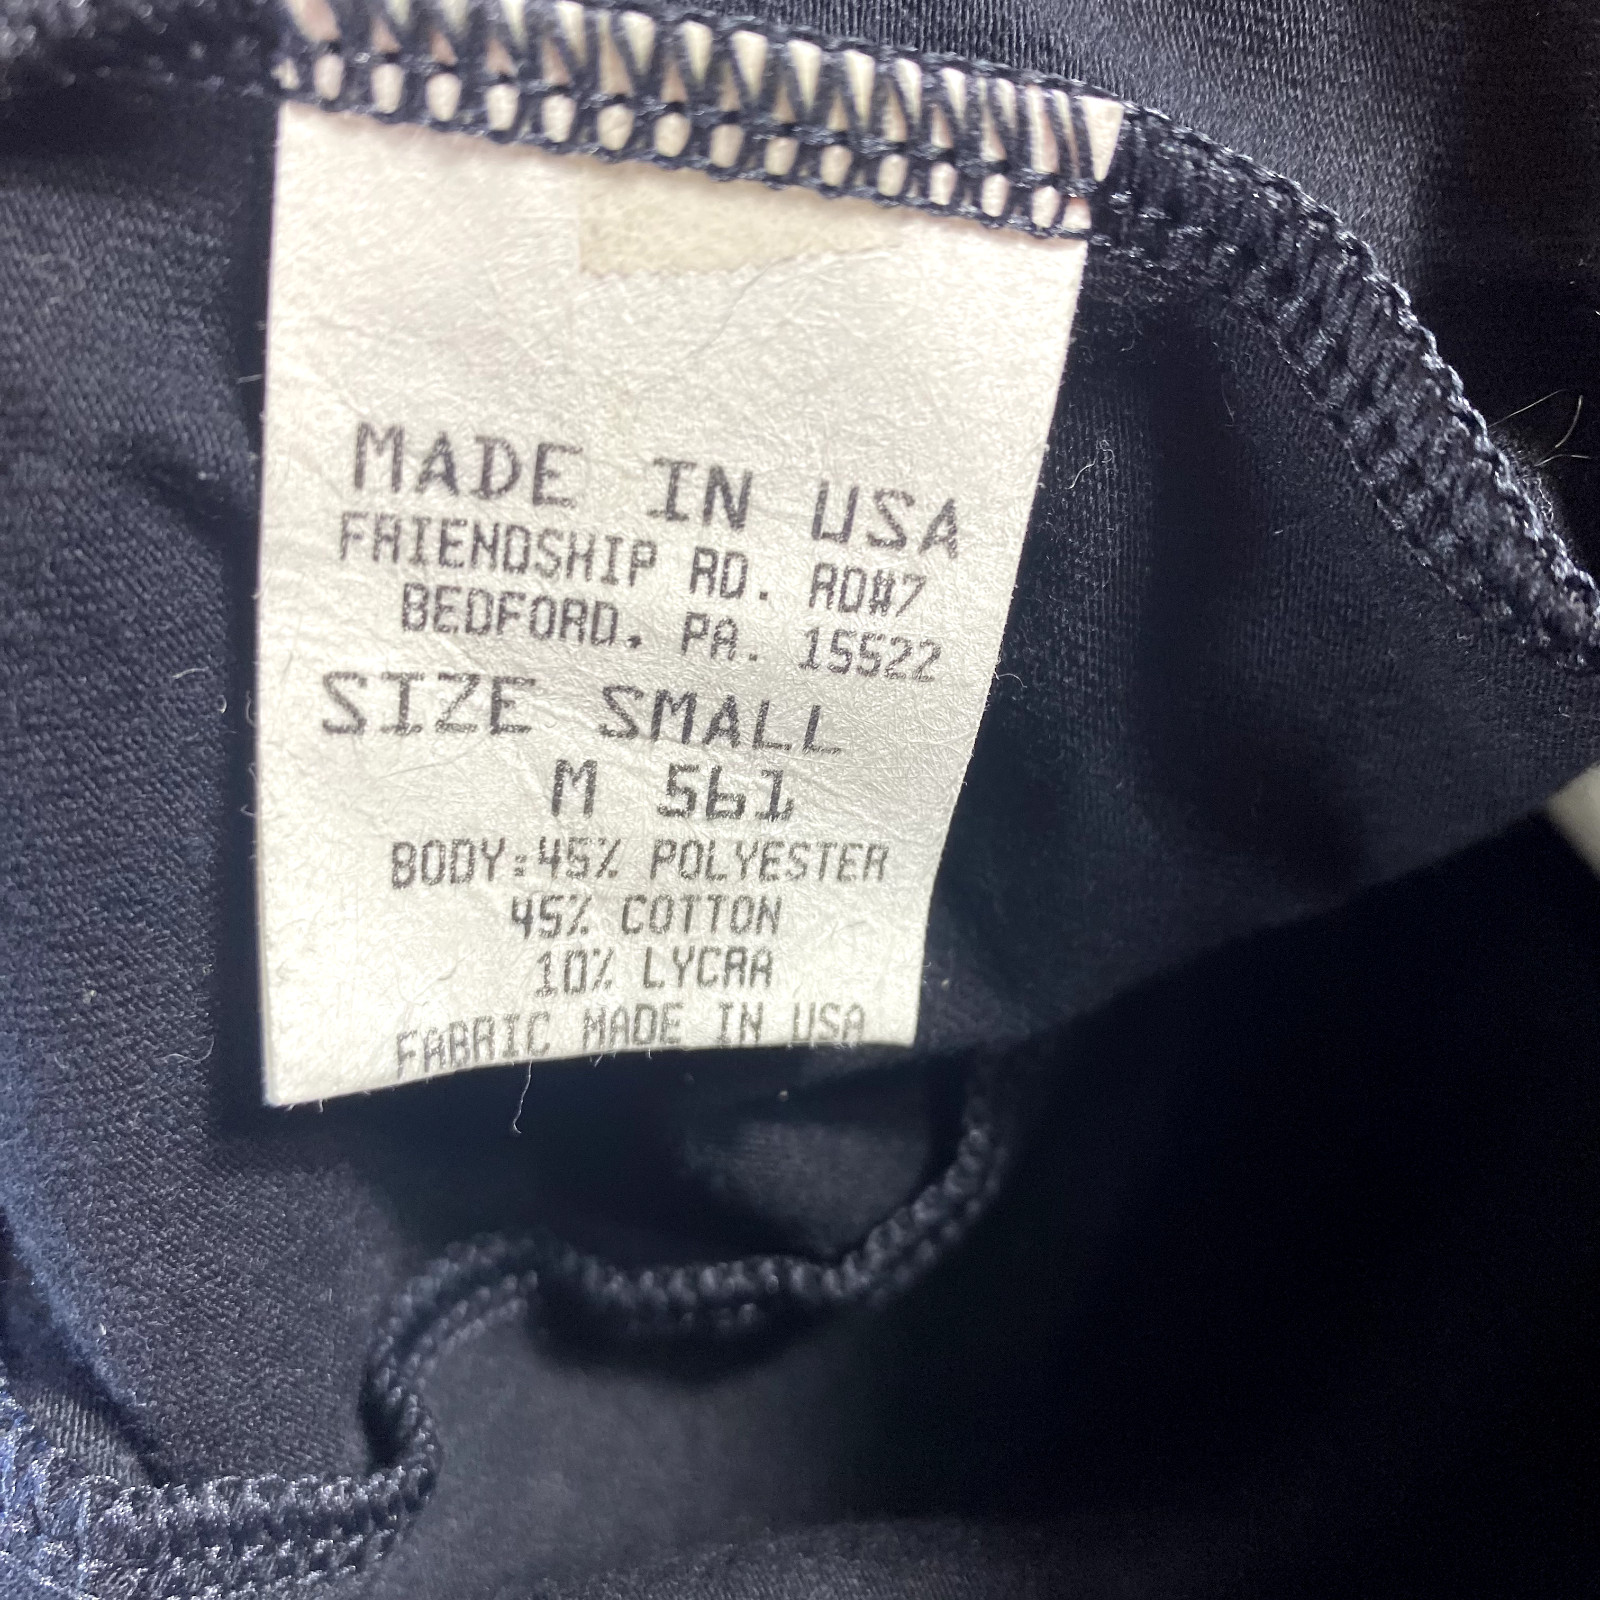 MADE IN USA
FRIENDSHIP RD. RD#7
BEDFORD, PA. 15522
SIZE SMALL
M 561
BODY:45% POLYESTER
45% COTTON
10% LYCRA
FABRIC MADE IN USA